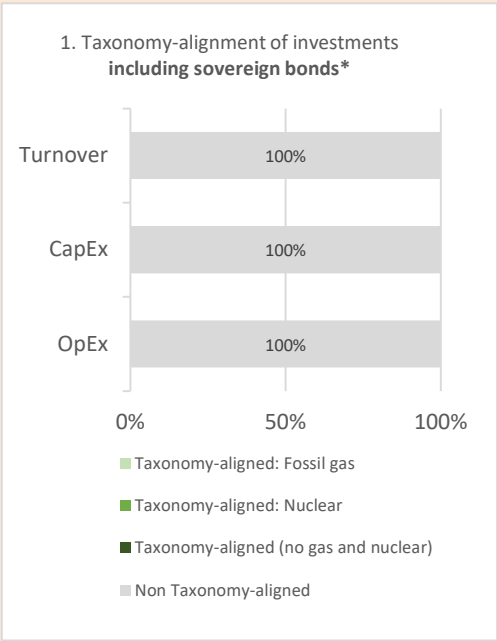 1. Taxonomy-alignment of investments
including sovereign bonds*
Turnover
100%
CapEx
100%
OpEx
100%
0%
50%
100%
Taxonomy-aligned: Fossil gas
Taxonomy-aligned: Nuclear
Taxonomy-aligned (no gas and nuclear)
Non Taxonomy-aligned